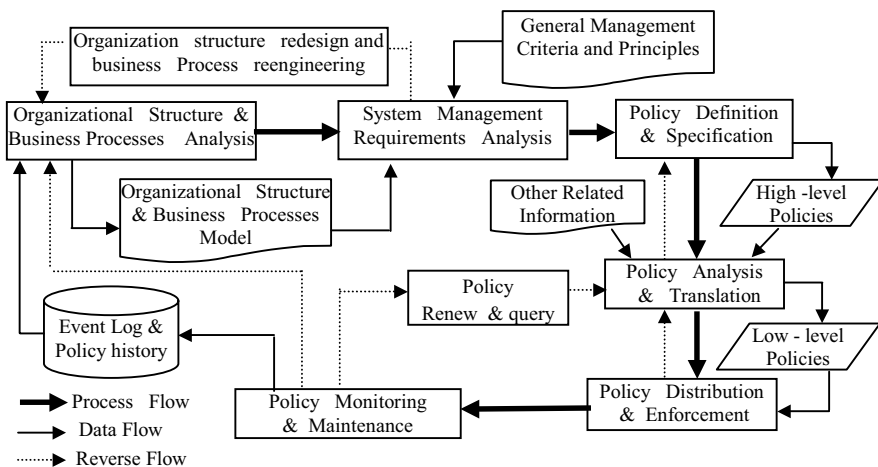 Organization structure redesign and
business Process reengineering
General Management
Criteria and Principles
Organizational Structure &
Business Processes Analysis
System Management
Requirements Analysis
Policy Definition
& Specification
Organizational Structure
& Business Processes
Model
Other Related
Information
High -level
Policies
Policy Analysis
& Translation
Policy
Renew & query
Event Log &
Policy history
Low - level
Policies
Policy Monitoring
& Maintenance
Policy Distribution
& Enforcement
Process Flow
Data Flow
Reverse Flow